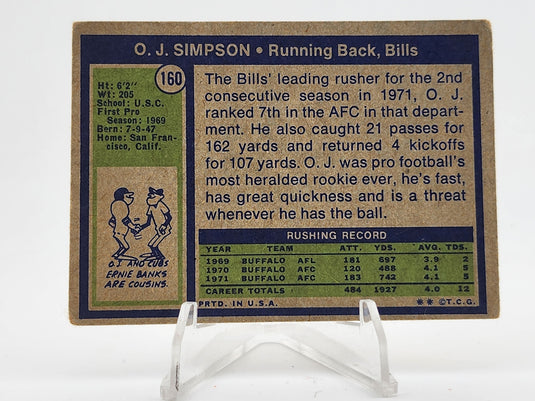 O. J. SIMPSON • Running Back, Bills
160
Ht: 6'2"
Wt: 205
School: U.S.C.
First Pro
Season: 1969
Born: 7-9-47
Home: San Fran-
cisco, Calif.
The Bills' leading rusher for the 2nd
consecutive season in 1971, O. J.
ranked 7th in the AFC in that depart-
ment. He also caught 21 passes for
162 yards and returned 4 kickoffs
for 107 yards. O. J. was pro football's
most heralded rookie ever, he's fast,
has great quickness and is a threat
whenever he has the ball.
O.J. AND CUBS
ERNIE BANKS
ARE COUSINS.
RUSHING RECORD
YEAR TEAM ATT. YDS. AVG. TDS.
1969 BUFFALO AFL 181 697 3.9 2
1970 BUFFALO AFC 120 488 4.1 5
1971 BUFFALO AFC 183 742 4.1 5
CAREER TOTALS 484 1927 4.0 12
PRTD. IN U.S.A. ** ©T.C.G.